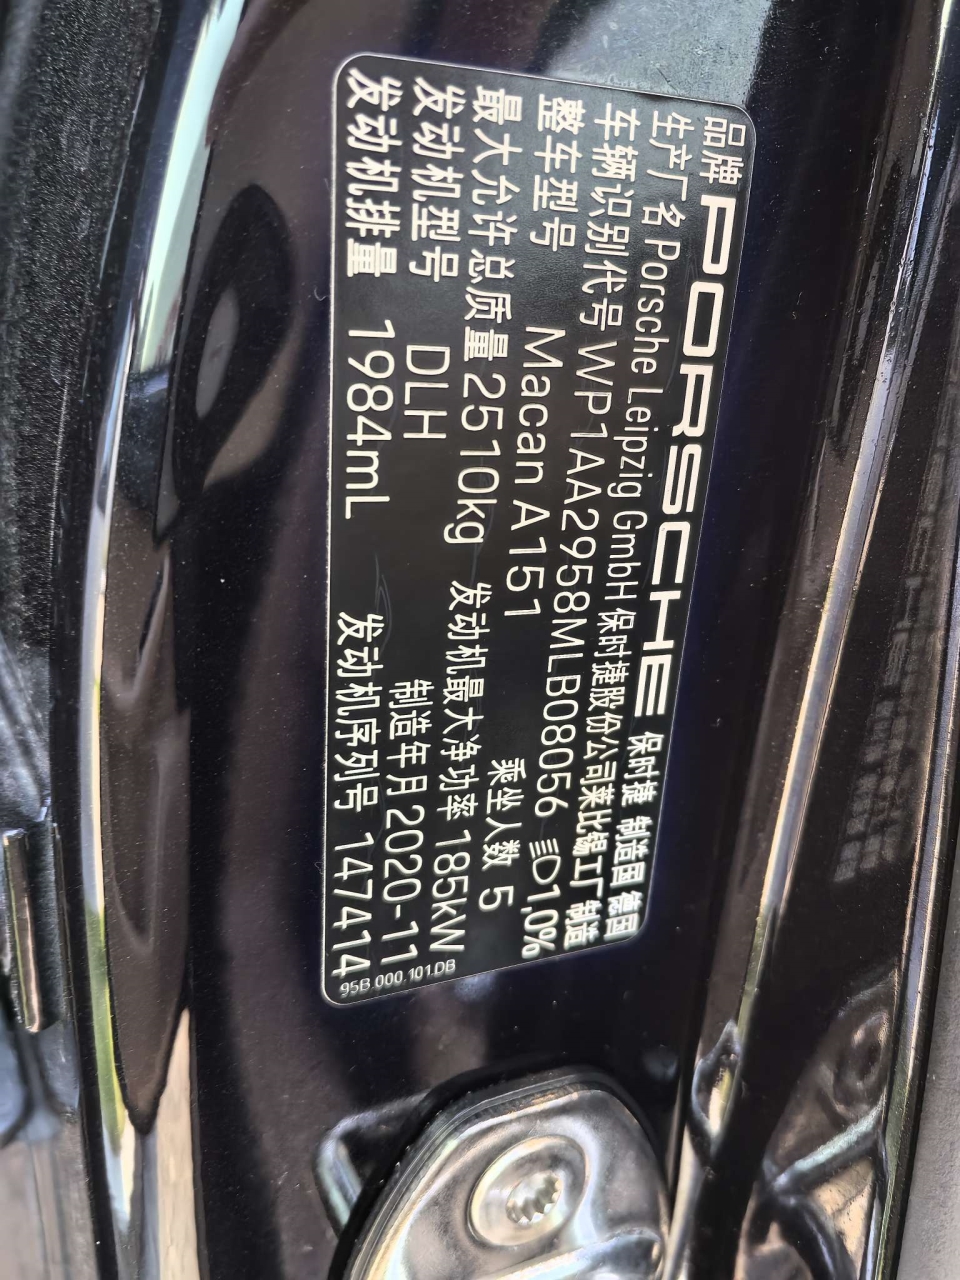 品牌 PORSCHE 保时捷 制造国 德国
生产厂名 Porsche Leipzig GmbH 保时捷股份公司莱比锡工厂 制造
车辆识别代号 WP1AA2958MLB08056 1,0%
整车型号 Macan A151 乘坐人数 5
最大允许总质量 2510kg 发动机最大净功率 185kW
发动机型号 DLH 制造年月 2020-11
发动机排量 1984mL 发动机序列号 147414
95B.000.101.DB